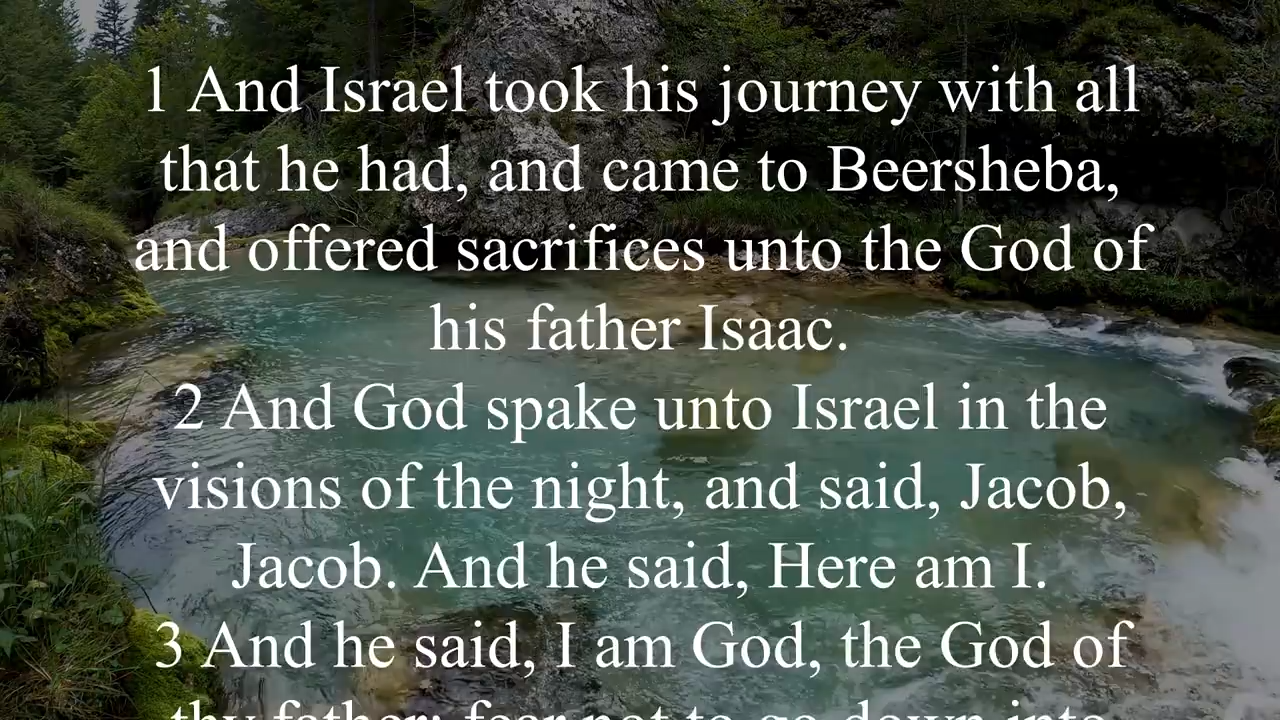 1 And Israel took his journey with all
that he had, and came to Beersheba,
and offered sacrifices unto the God of
his father Isaac.
2 And God spake unto Israel in the
visions of the night, and said, Jacob,
Jacob. And he said, Here am I.
3 And he said, I am God, the God of
thy father: fear not to go down into